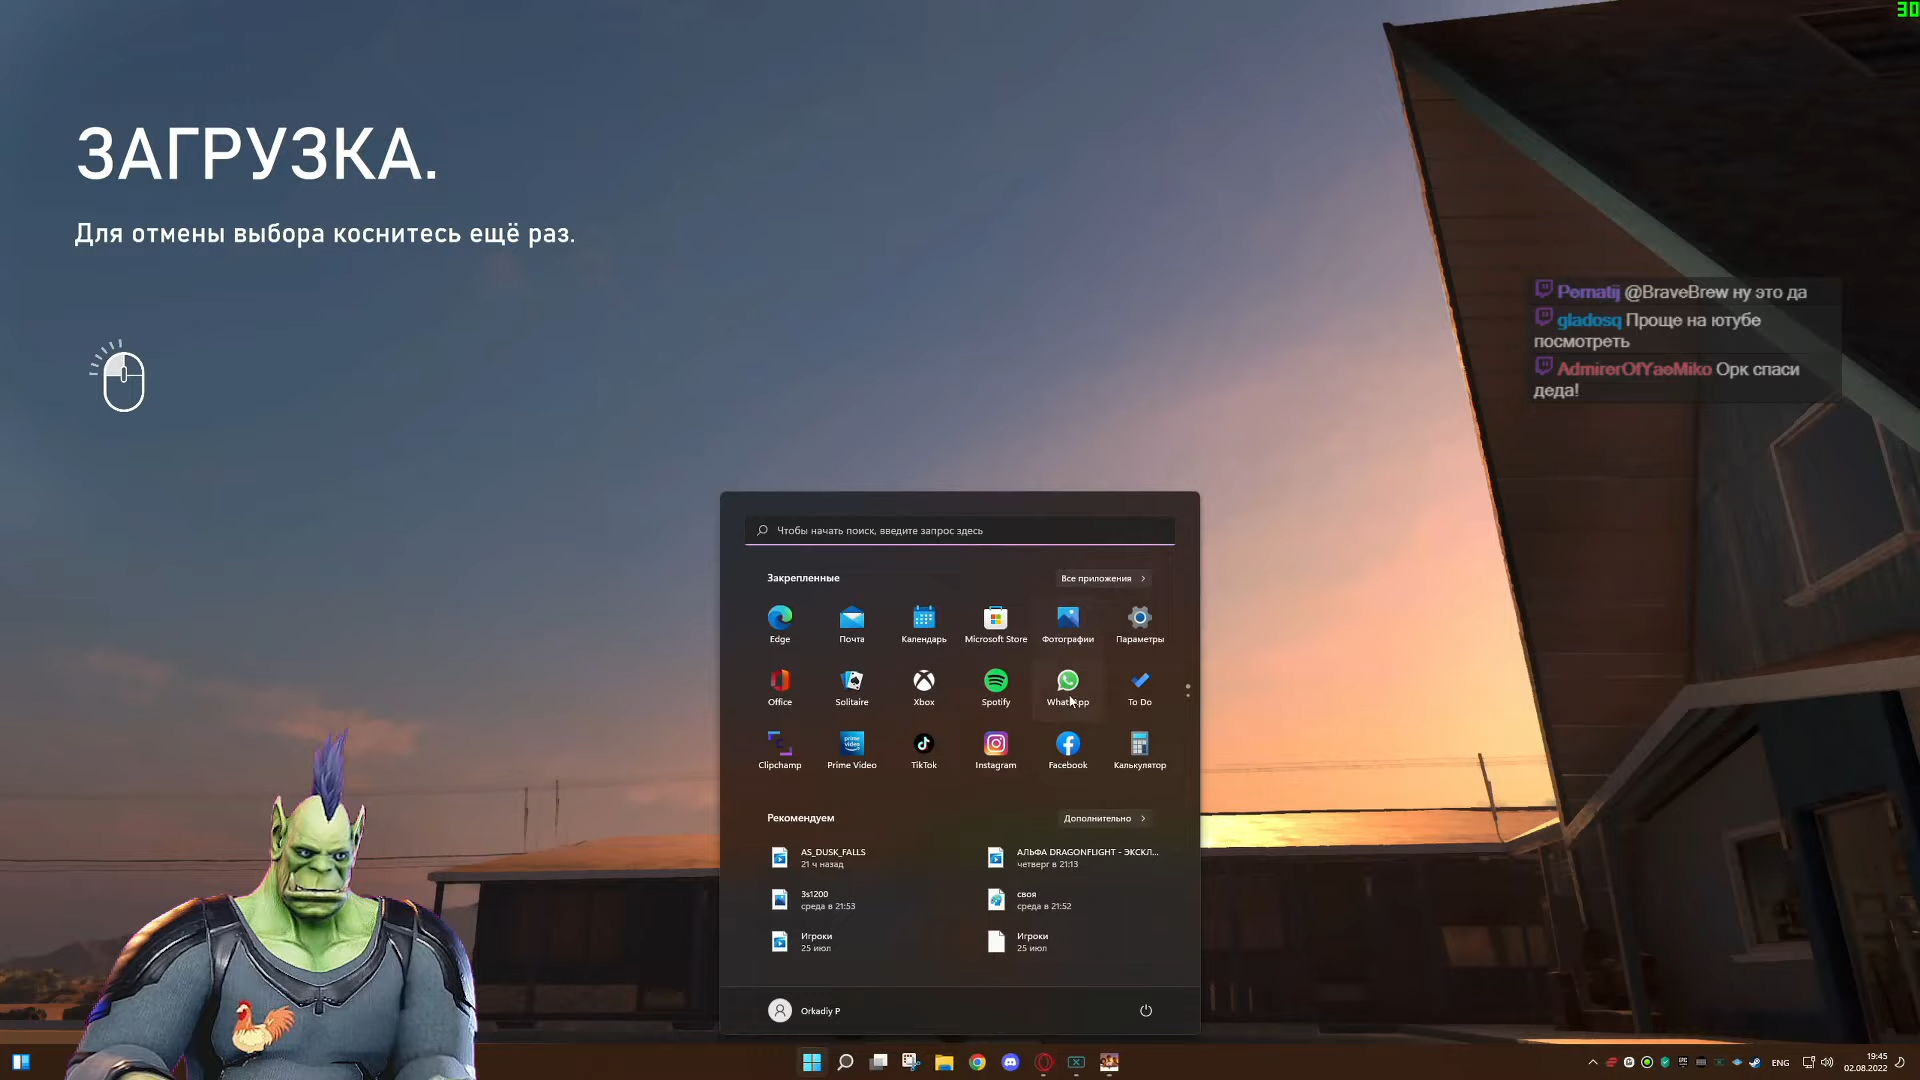 30
ЗАГРУЗКА.
Для отмены выбора коснитесь ещё раз.
Pomatij @BraveBrew ну это да
gladosq Проще на ютубе
посмотреть
AdmirerOfYaeMiko Орк спаси
деда!
Чтобы начать поиск, введите запрос здесь
Закрепленные
Все приложения
Edge
Почта
Календарь
Microsoft Store
Фотографии
Параметры
Office
Solitaire
Xbox
Spotify
WhatsApp
To Do
Clipchamp
prime video
Prime Video
TikTok
Instagram
Facebook
Калькулятор
Рекомендуем
Дополнительно
AS_DUSK_FALLS
21 ч назад
АЛЬФА DRAGONFLIGHT - ЭКСКЛ...
четверг в 21:13
3s1200
среда в 21:53
своя
среда в 21:52
Игроки
25 июл
Игроки
25 июл
Orkadiy P
ENG
19:45
02.08.2022